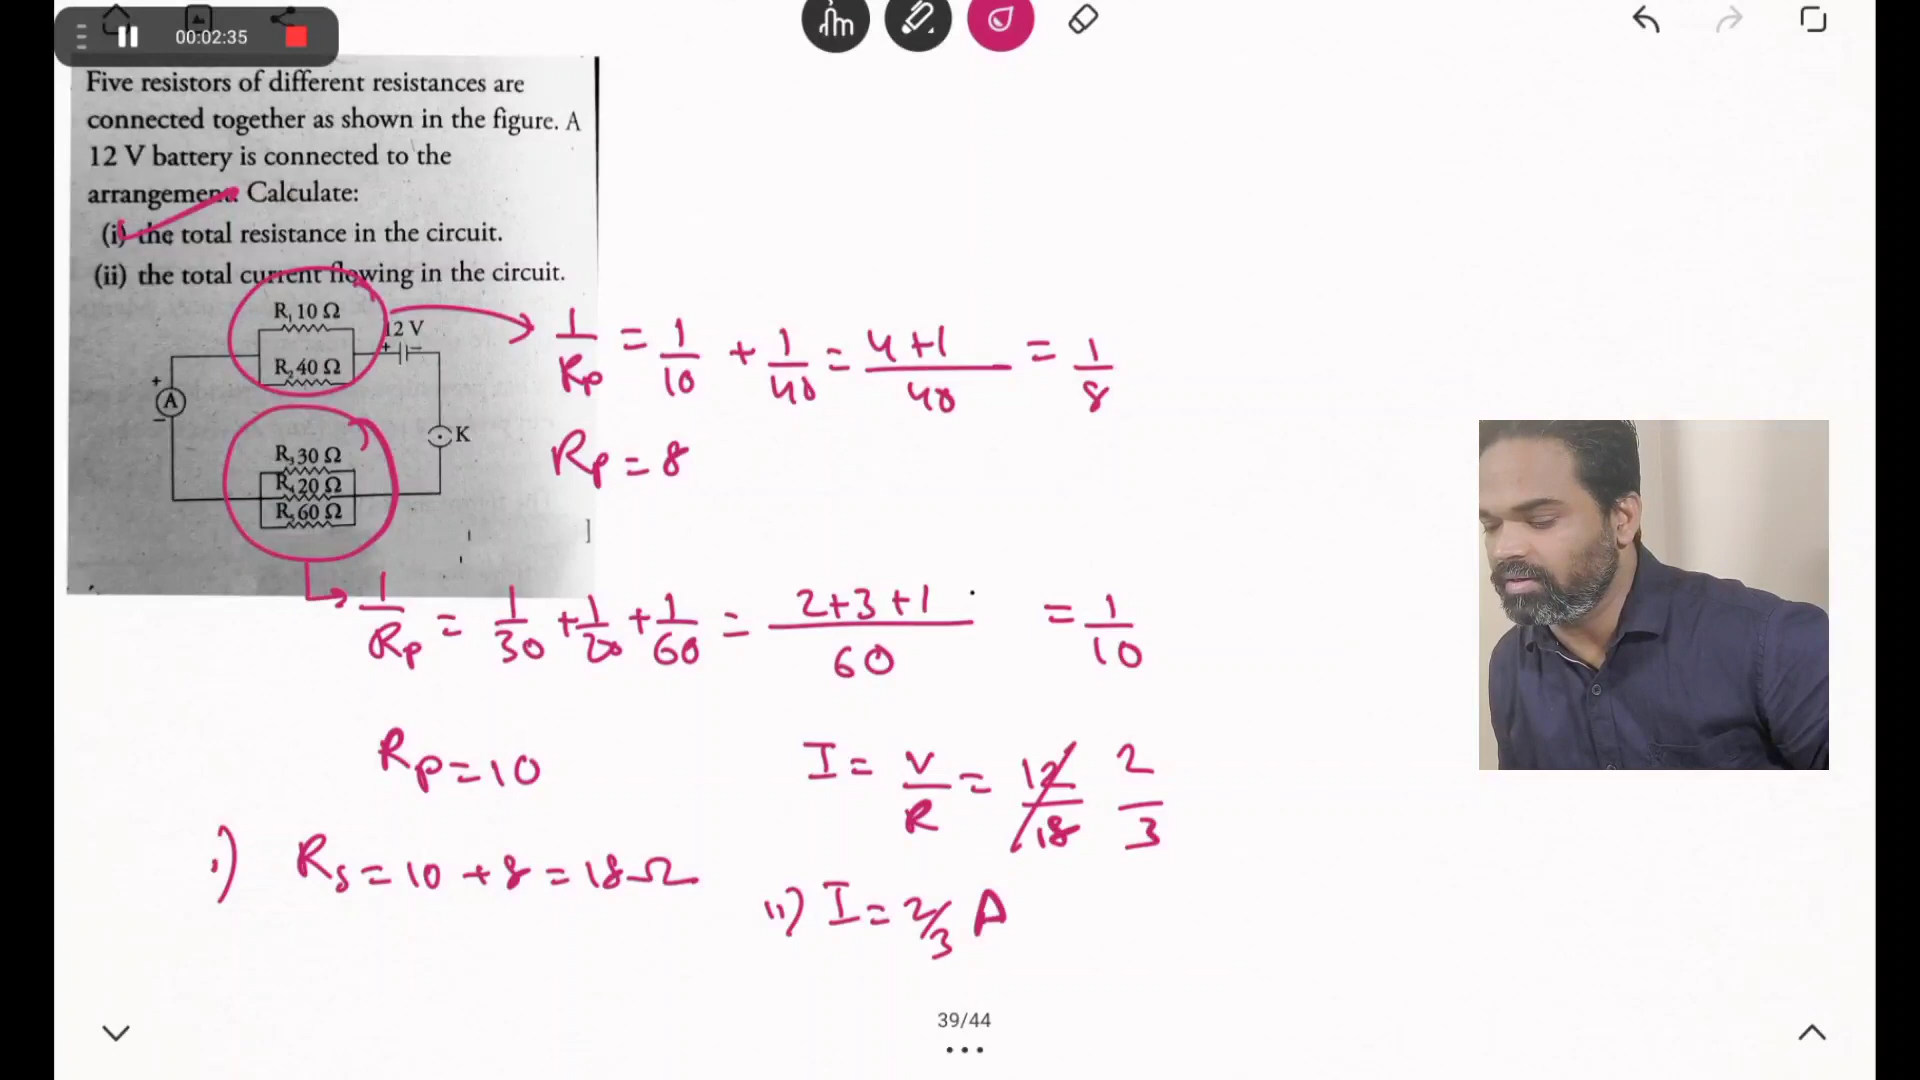 00:02:35
Five resistors of different resistances are
connected together as shown in the figure. A
12 V battery is connected to the
arrangement. Calculate:
(i) the total resistance in the circuit.
(ii) the total current flowing in the circuit.
R₁ 10 Ω
12 V
+ −
R₂ 40 Ω
+
A
−
K
R₃ 30 Ω
R₄ 20 Ω
R₅ 60 Ω
1/Rp = 1/10 + 1/40 = 4+1/40 = 1/8
Rp = 8
1/Rp = 1/30 + 1/20 + 1/60 = 2+3+1/60 = 1/10
Rp = 10
I = V/R = 12/18 2/3
i) Rs = 10 + 8 = 18Ω
ii) I = 2/3 A
39/44